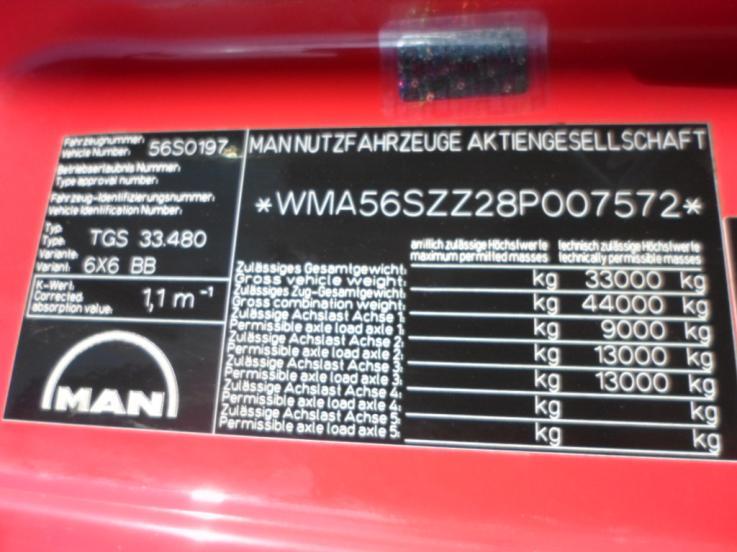 Fahrzeugnummer:
Vehicle Number: 56S0197
Betriebserlaubnis Nummer:
Type approval number:
Fahrzeug-Identifizierungsnummer:
Vehicle Identification Number:
Typ:
Type: TGS 33.480
Variante:
Variant: 6X6 BB
K-Wert:
Corrected
absorption value: 1,1 m⁻¹
MAN
MAN NUTZFAHRZEUGE AKTIENGESELLSCHAFT
*WMA56SZZ28P007572*
amtlich zulässige Höchstwerte technisch zulässige Höchstwerte
maximum permitted masses technically permissible masses
Zulässiges Gesamtgewicht:
Gross vehicle weight: kg 33000 kg
Zulässiges Zug-Gesamtgewicht:
Gross combination weight: kg 44000 kg
Zulässige Achslast Achse 1:
Permissible axle load axle 1: kg 9000 kg
Zulässige Achslast Achse 2:
Permissible axle load axle 2: kg 13000 kg
Zulässige Achslast Achse 3:
Permissible axle load axle 3: kg 13000 kg
Zulässige Achslast Achse 4:
Permissible axle load axle 4: kg kg
Zulässige Achslast Achse 5:
Permissible axle load axle 5: kg kg